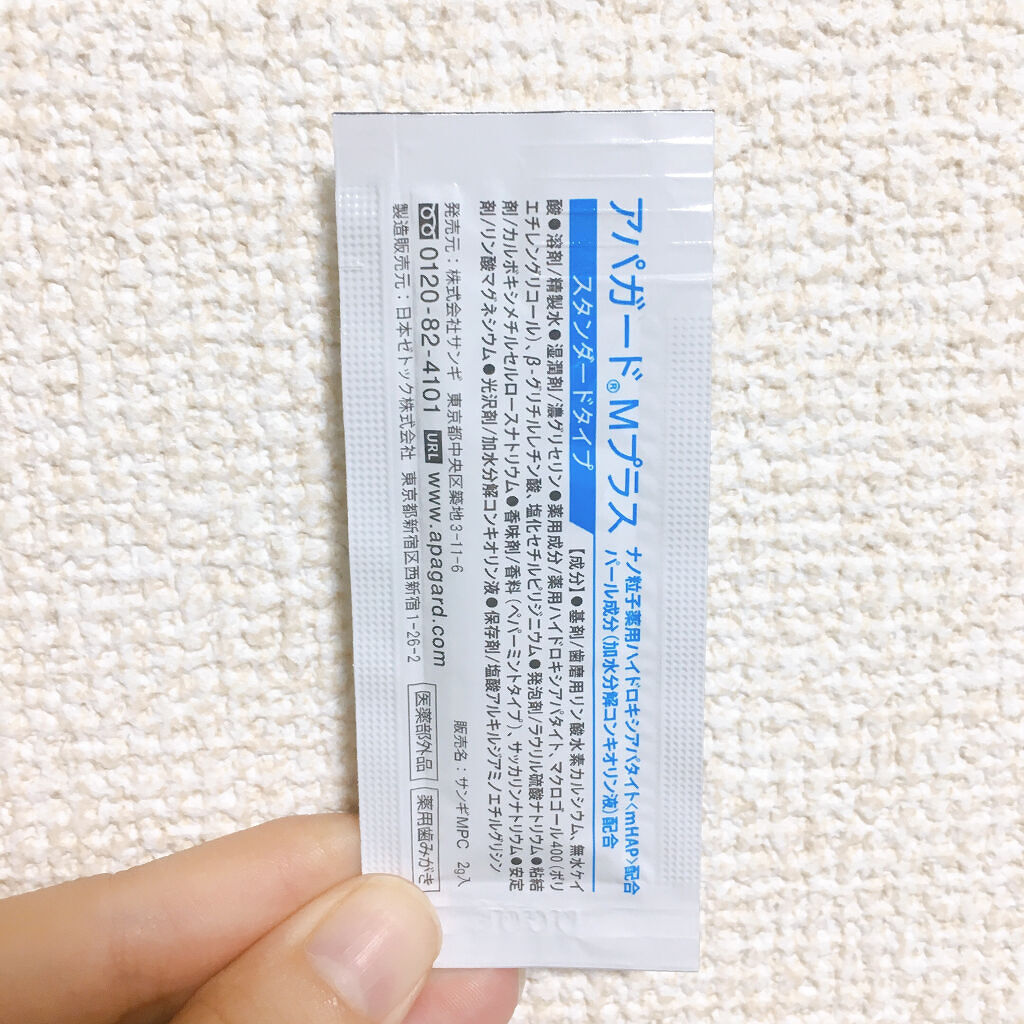 アパガード®Mプラス
ナノ粒子薬用ハイドロキシアパタイト<mHAP>配合
パール成分(加水分解コンキオリン液)配合
スタンダードタイプ
【成分】●基剤/歯磨用リン酸水素カルシウム、無水ケイ
酸●溶剤/精製水●湿潤剤/濃グリセリン●薬用成分/薬用ハイドロキシアパタイト、マクロゴール400(ポリ
エチレングリコール)、β-グリチルレチン酸、塩化セチルピリジニウム●発泡剤/ラウリル硫酸ナトリウム●粘結
剤/カルボキシメチルセルロースナトリウム●香味剤/香料(ペパーミントタイプ)、サッカリンナトリウム●安定
剤/リン酸マグネシウム●光沢剤/加水分解コンキオリン液●保存剤/塩酸アルキルジアミノエチルグリシン
発売元:株式会社サンギ 東京都中央区築地3-11-6
販売名:サンギMPC 2g入
0120-82-4101 URL www.apagard.com
製造販売元:日本ゼトック株式会社 東京都新宿区西新宿1-26-2
医薬部外品 薬用歯みがき